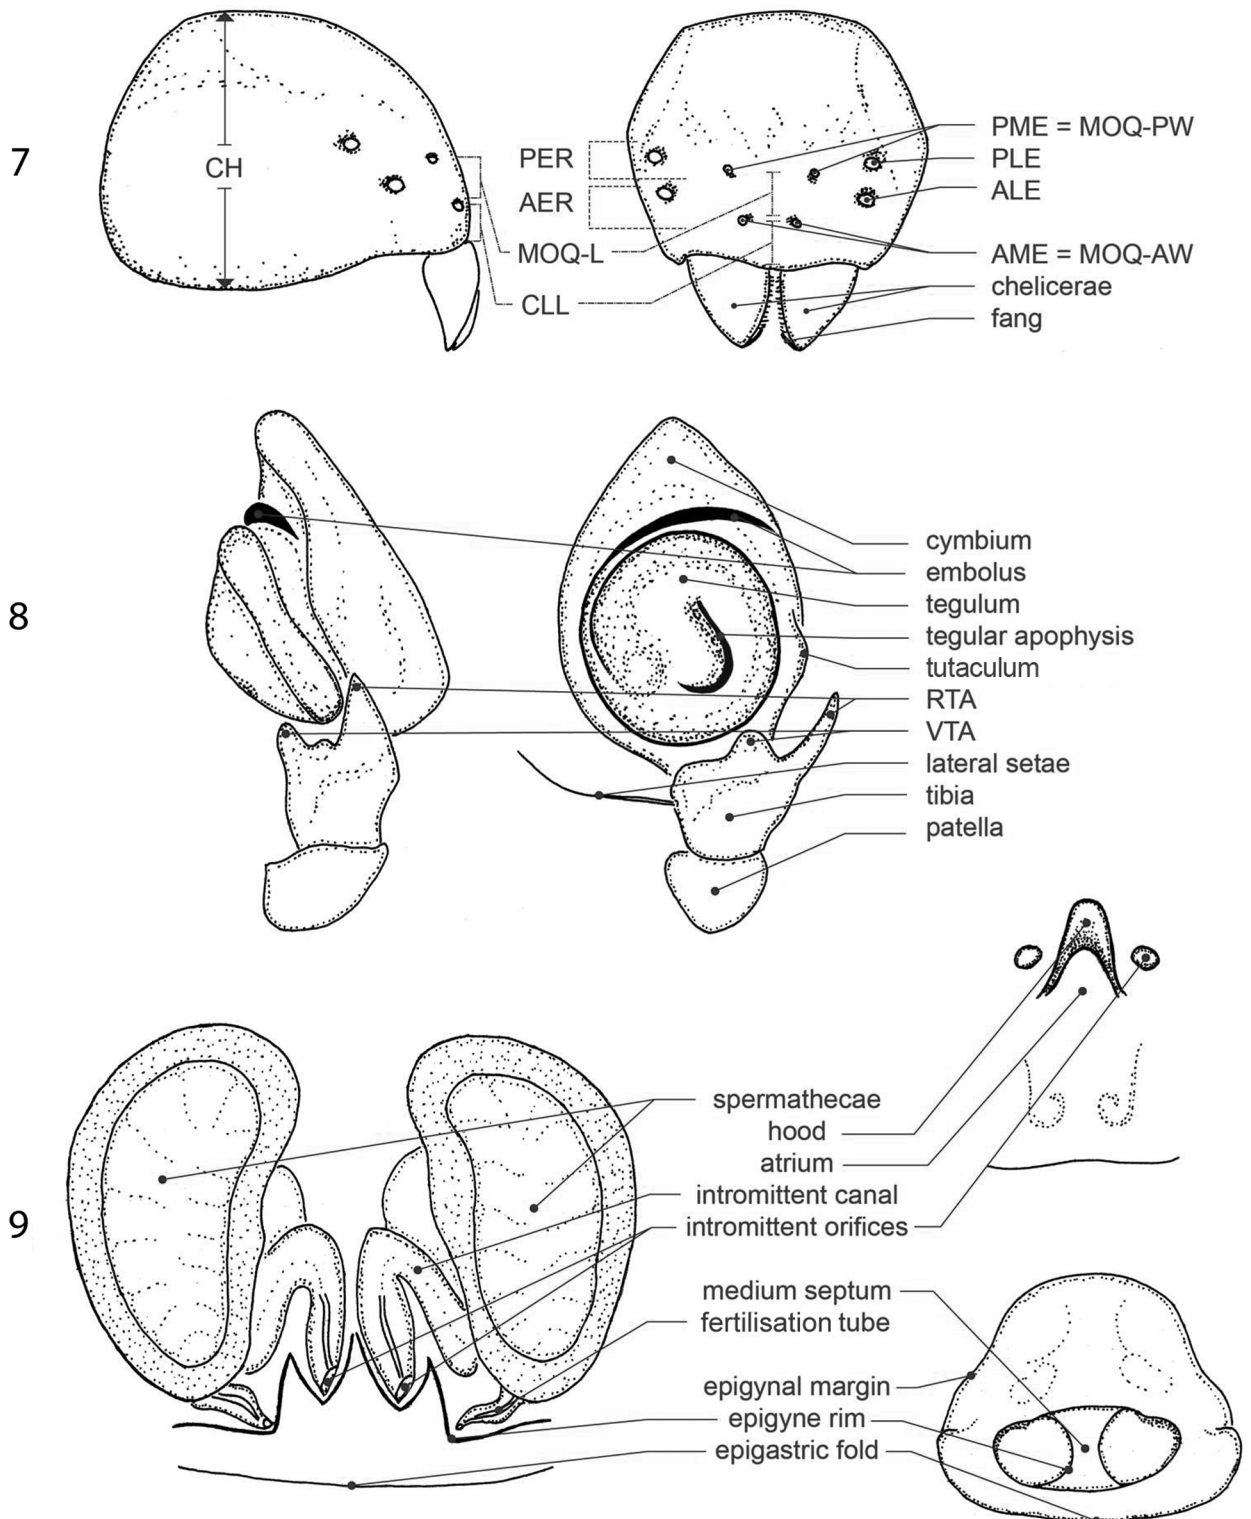 7
CH
PER
AER
MOQ-L
CLL
PME = MOQ-PW
PLE
ALE
AME = MOQ-AW
chelicerae
fang
8
cymbium
embolus
tegulum
tegular apophysis
tutaculum
RTA
VTA
lateral setae
tibia
patella
9
spermathecae
hood
atrium
intromittent canal
intromittent orifices
medium septum
fertilisation tube
epigynal margin
epigyne rim
epigastric fold